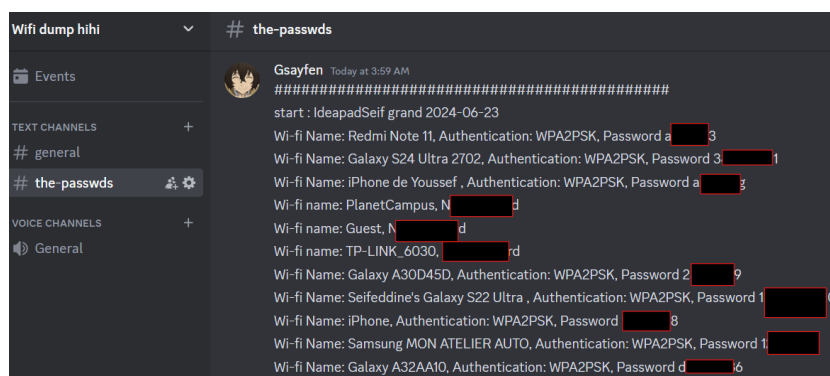 Wifi dump hihi
# the-passwds
Events
TEXT CHANNELS
# general
# the-passwds
VOICE CHANNELS
General
Gsayfen Today at 3:59 AM
############################################
start : IdeapadSeif grand 2024-06-23
Wi-fi Name: Redmi Note 11, Authentication: WPA2PSK, Password a 3
Wi-fi Name: Galaxy S24 Ultra 2702, Authentication: WPA2PSK, Password 3 1
Wi-fi Name: iPhone de Youssef , Authentication: WPA2PSK, Password a g
Wi-fi name: PlanetCampus, N d
Wi-fi name: Guest, N d
Wi-fi name: TP-LINK_6030, rd
Wi-fi Name: Galaxy A30D45D, Authentication: WPA2PSK, Password 2 9
Wi-fi Name: Seifeddine's Galaxy S22 Ultra , Authentication: WPA2PSK, Password 1
Wi-fi Name: iPhone, Authentication: WPA2PSK, Password 8
Wi-fi Name: Samsung MON ATELIER AUTO, Authentication: WPA2PSK, Password 1
Wi-fi Name: Galaxy A32AA10, Authentication: WPA2PSK, Password d 6